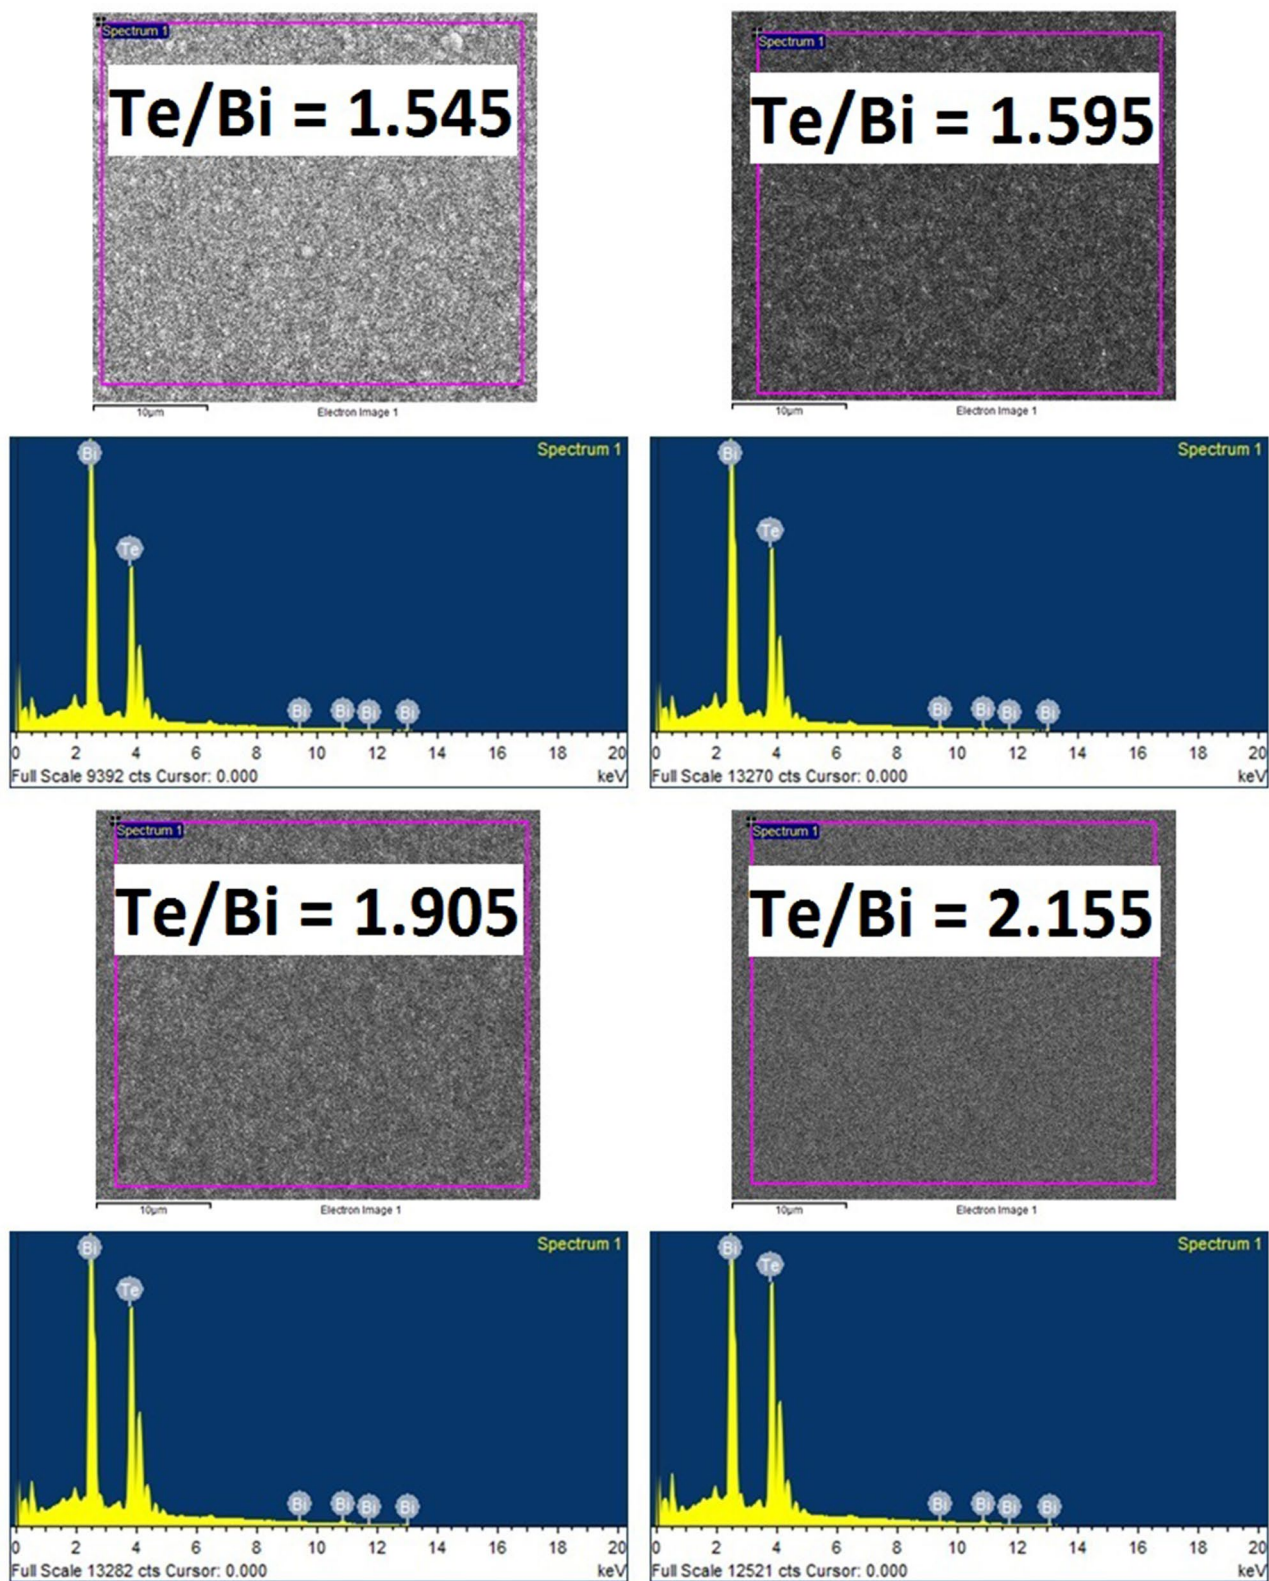 Spectrum 1
Te/Bi = 1.545
10µm
Electron Image 1
Spectrum 1
Te/Bi = 1.595
10µm
Electron Image 1
Spectrum 1
Bi
Te
Bi Bi Bi Bi
0 2 4 6 8 10 12 14 16 18 20
Full Scale 9392 cts Cursor: 0.000 keV
Spectrum 1
Bi
Te
Bi Bi Bi Bi
0 2 4 6 8 10 12 14 16 18 20
Full Scale 13270 cts Cursor: 0.000 keV
Spectrum 1
Te/Bi = 1.905
10µm
Electron Image 1
Spectrum 1
Te/Bi = 2.155
10µm
Electron Image 1
Spectrum 1
Bi
Te
Bi Bi Bi Bi
0 2 4 6 8 10 12 14 16 18 20
Full Scale 13282 cts Cursor: 0.000 keV
Spectrum 1
Bi
Te
Bi Bi Bi Bi
0 2 4 6 8 10 12 14 16 18 20
Full Scale 12521 cts Cursor: 0.000 keV